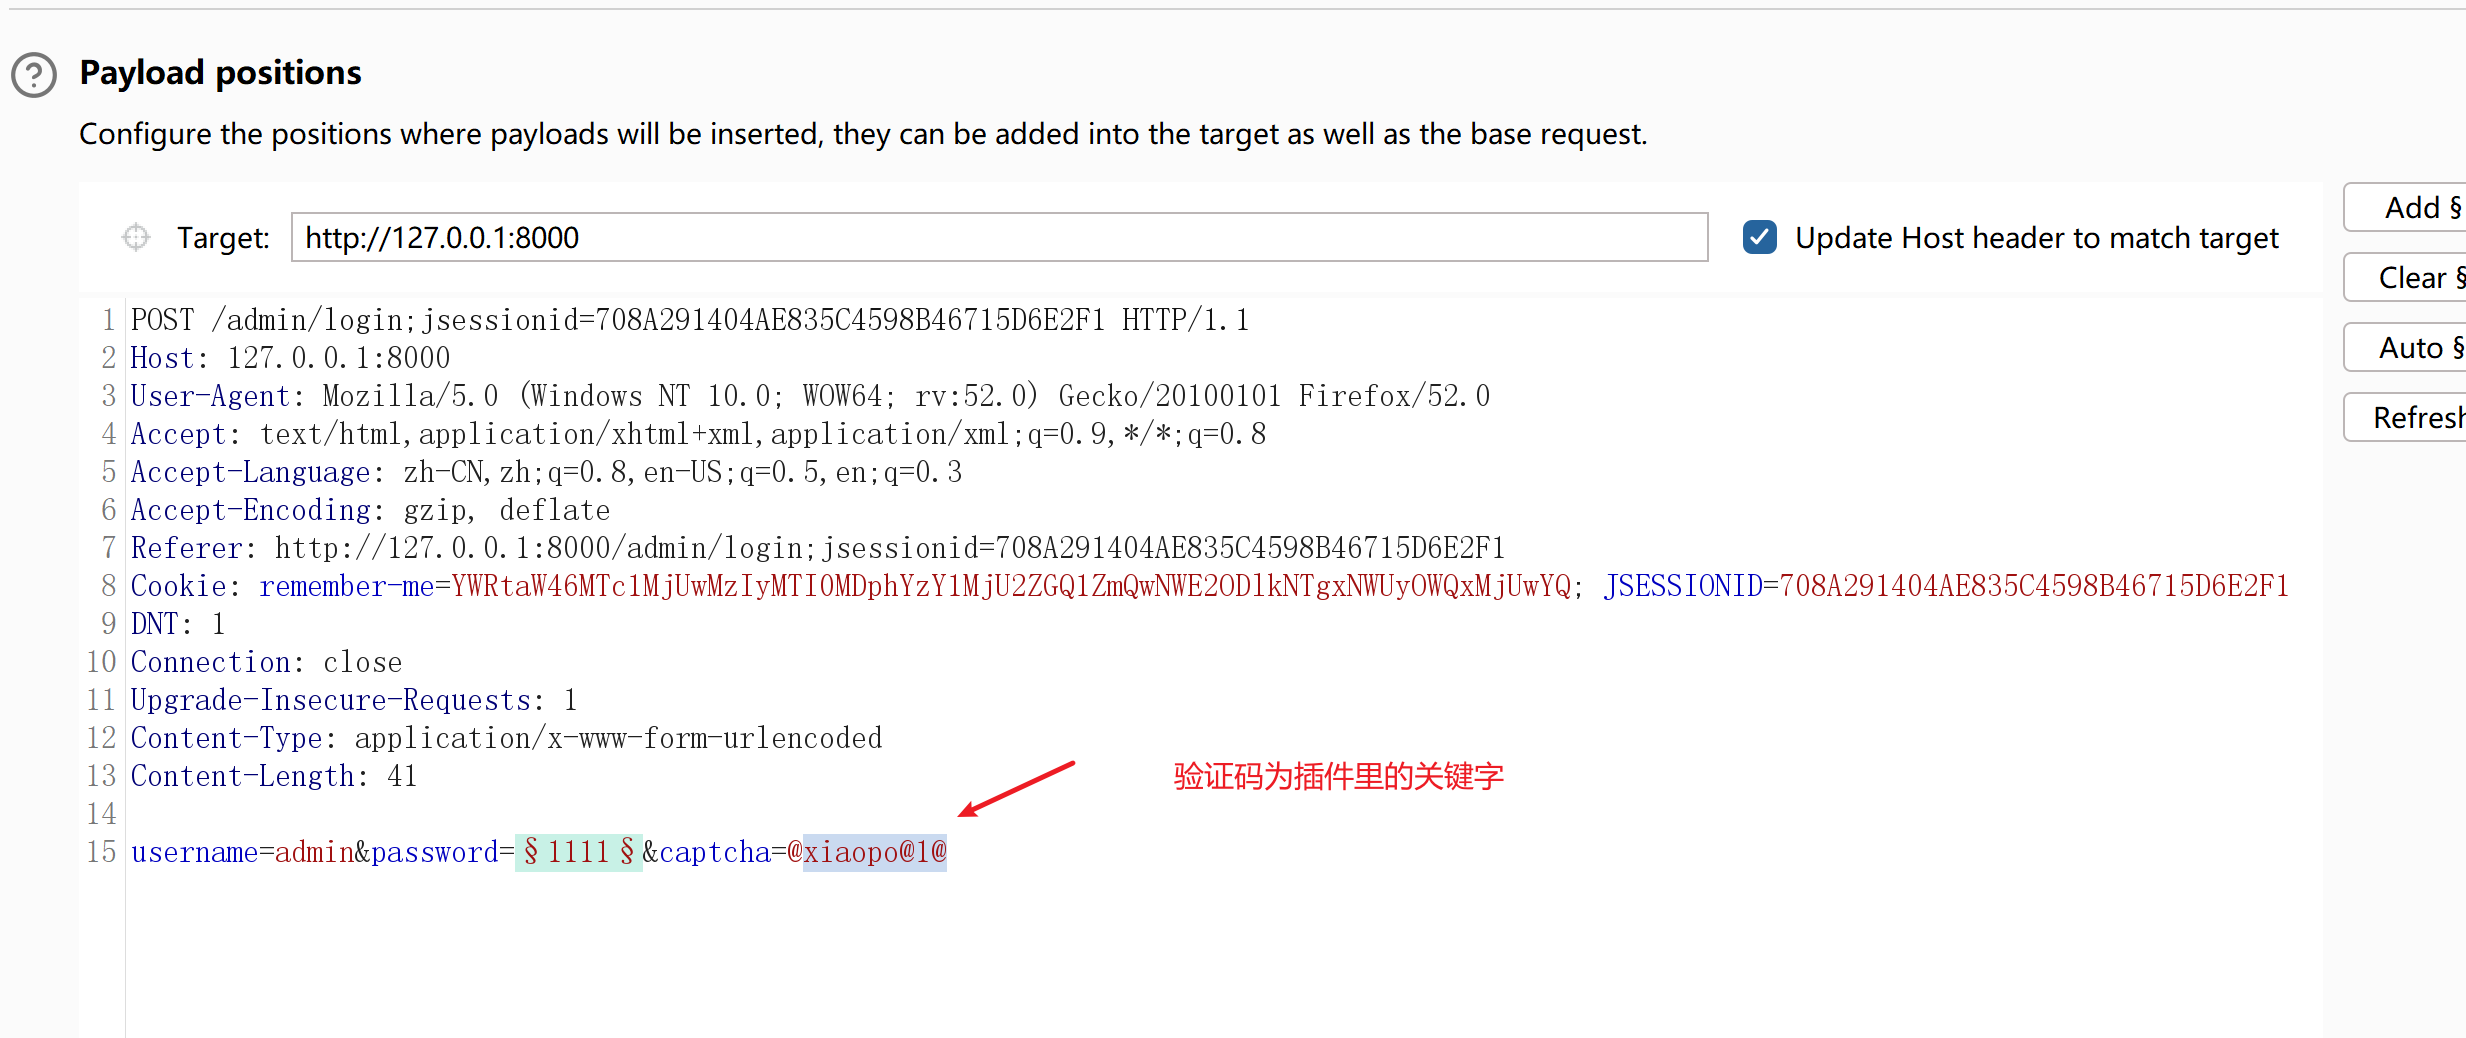 Payload positions
Configure the positions where payloads will be inserted, they can be added into the target as well as the base request.
Target: http://127.0.0.1:8000 Update Host header to match target
Add §
Clear §
Auto §
Refresh
1 POST /admin/login;jsessionid=708A291404AE835C4598B46715D6E2F1 HTTP/1.1
2 Host: 127.0.0.1:8000
3 User-Agent: Mozilla/5.0 (Windows NT 10.0; WOW64; rv:52.0) Gecko/20100101 Firefox/52.0
4 Accept: text/html,application/xhtml+xml,application/xml;q=0.9,*/*;q=0.8
5 Accept-Language: zh-CN,zh;q=0.8,en-US;q=0.5,en;q=0.3
6 Accept-Encoding: gzip, deflate
7 Referer: http://127.0.0.1:8000/admin/login;jsessionid=708A291404AE835C4598B46715D6E2F1
8 Cookie: remember-me=YWRtaW46MTc1MjUwMzIyMTI0MDphYzY1MjU2ZGQ1ZmQwNWE2ODlkNTgxNWUyOWQxMjUwYQ; JSESSIONID=708A291404AE835C4598B46715D6E2F1
9 DNT: 1
10 Connection: close
11 Upgrade-Insecure-Requests: 1
12 Content-Type: application/x-www-form-urlencoded
13 Content-Length: 41
验证码为插件里的关键字
14
15 username=admin&password=§1111§&captcha=@xiaopo@1@